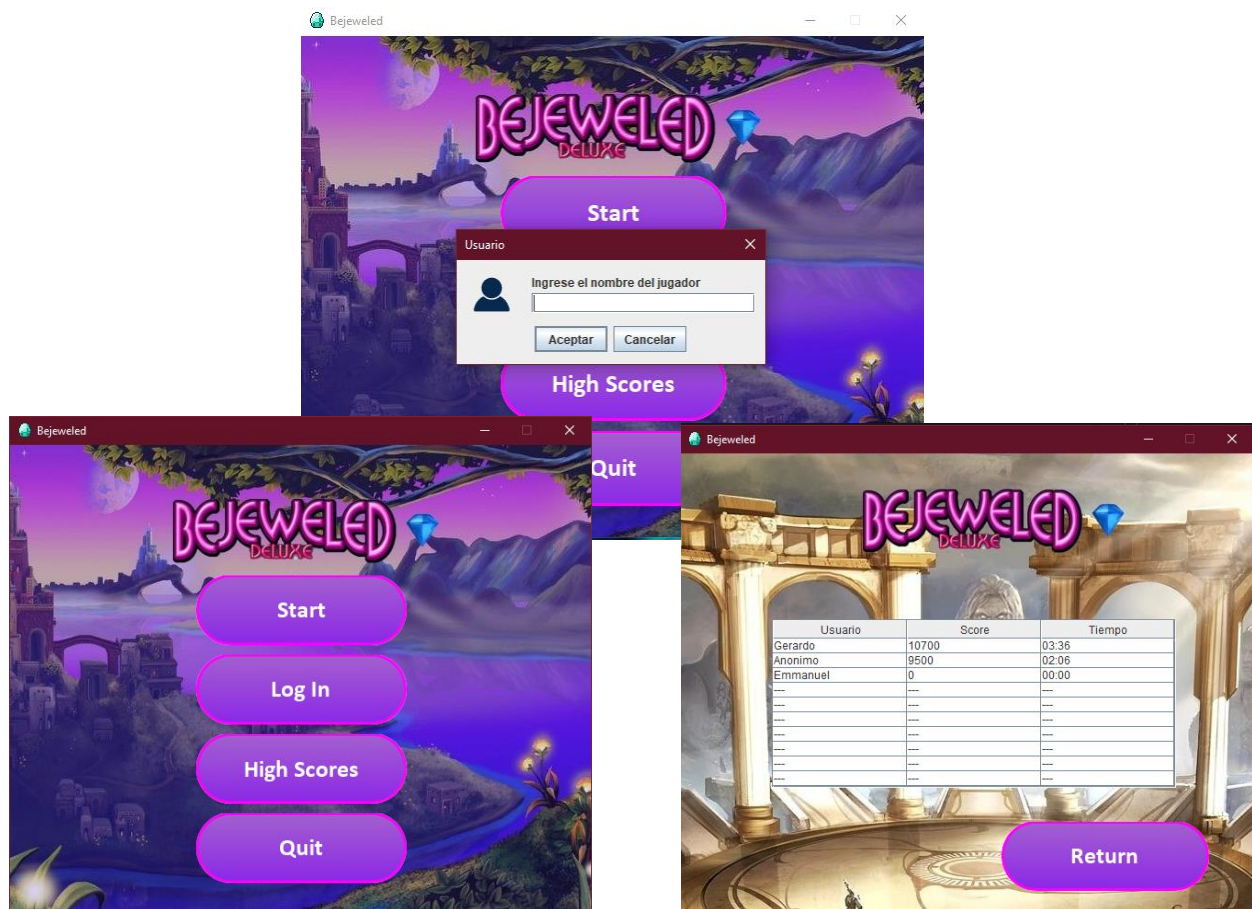 Bejeweled
BEJEWELED
DELUXE
Start
Usuario
Ingrese el nombre del jugador
Aceptar Cancelar
High Scores
Quit
Bejeweled
BEJEWELED
DELUXE
Start
Log In
High Scores
Quit
Bejeweled
BEJEWELED
DELUXE
Usuario Score Tiempo
Gerardo 10700 03:36
Anonimo 9500 02:06
Emmanuel 0 00:00
--- --- ---
--- --- ---
--- --- ---
--- --- ---
--- --- ---
--- --- ---
--- --- ---
Return